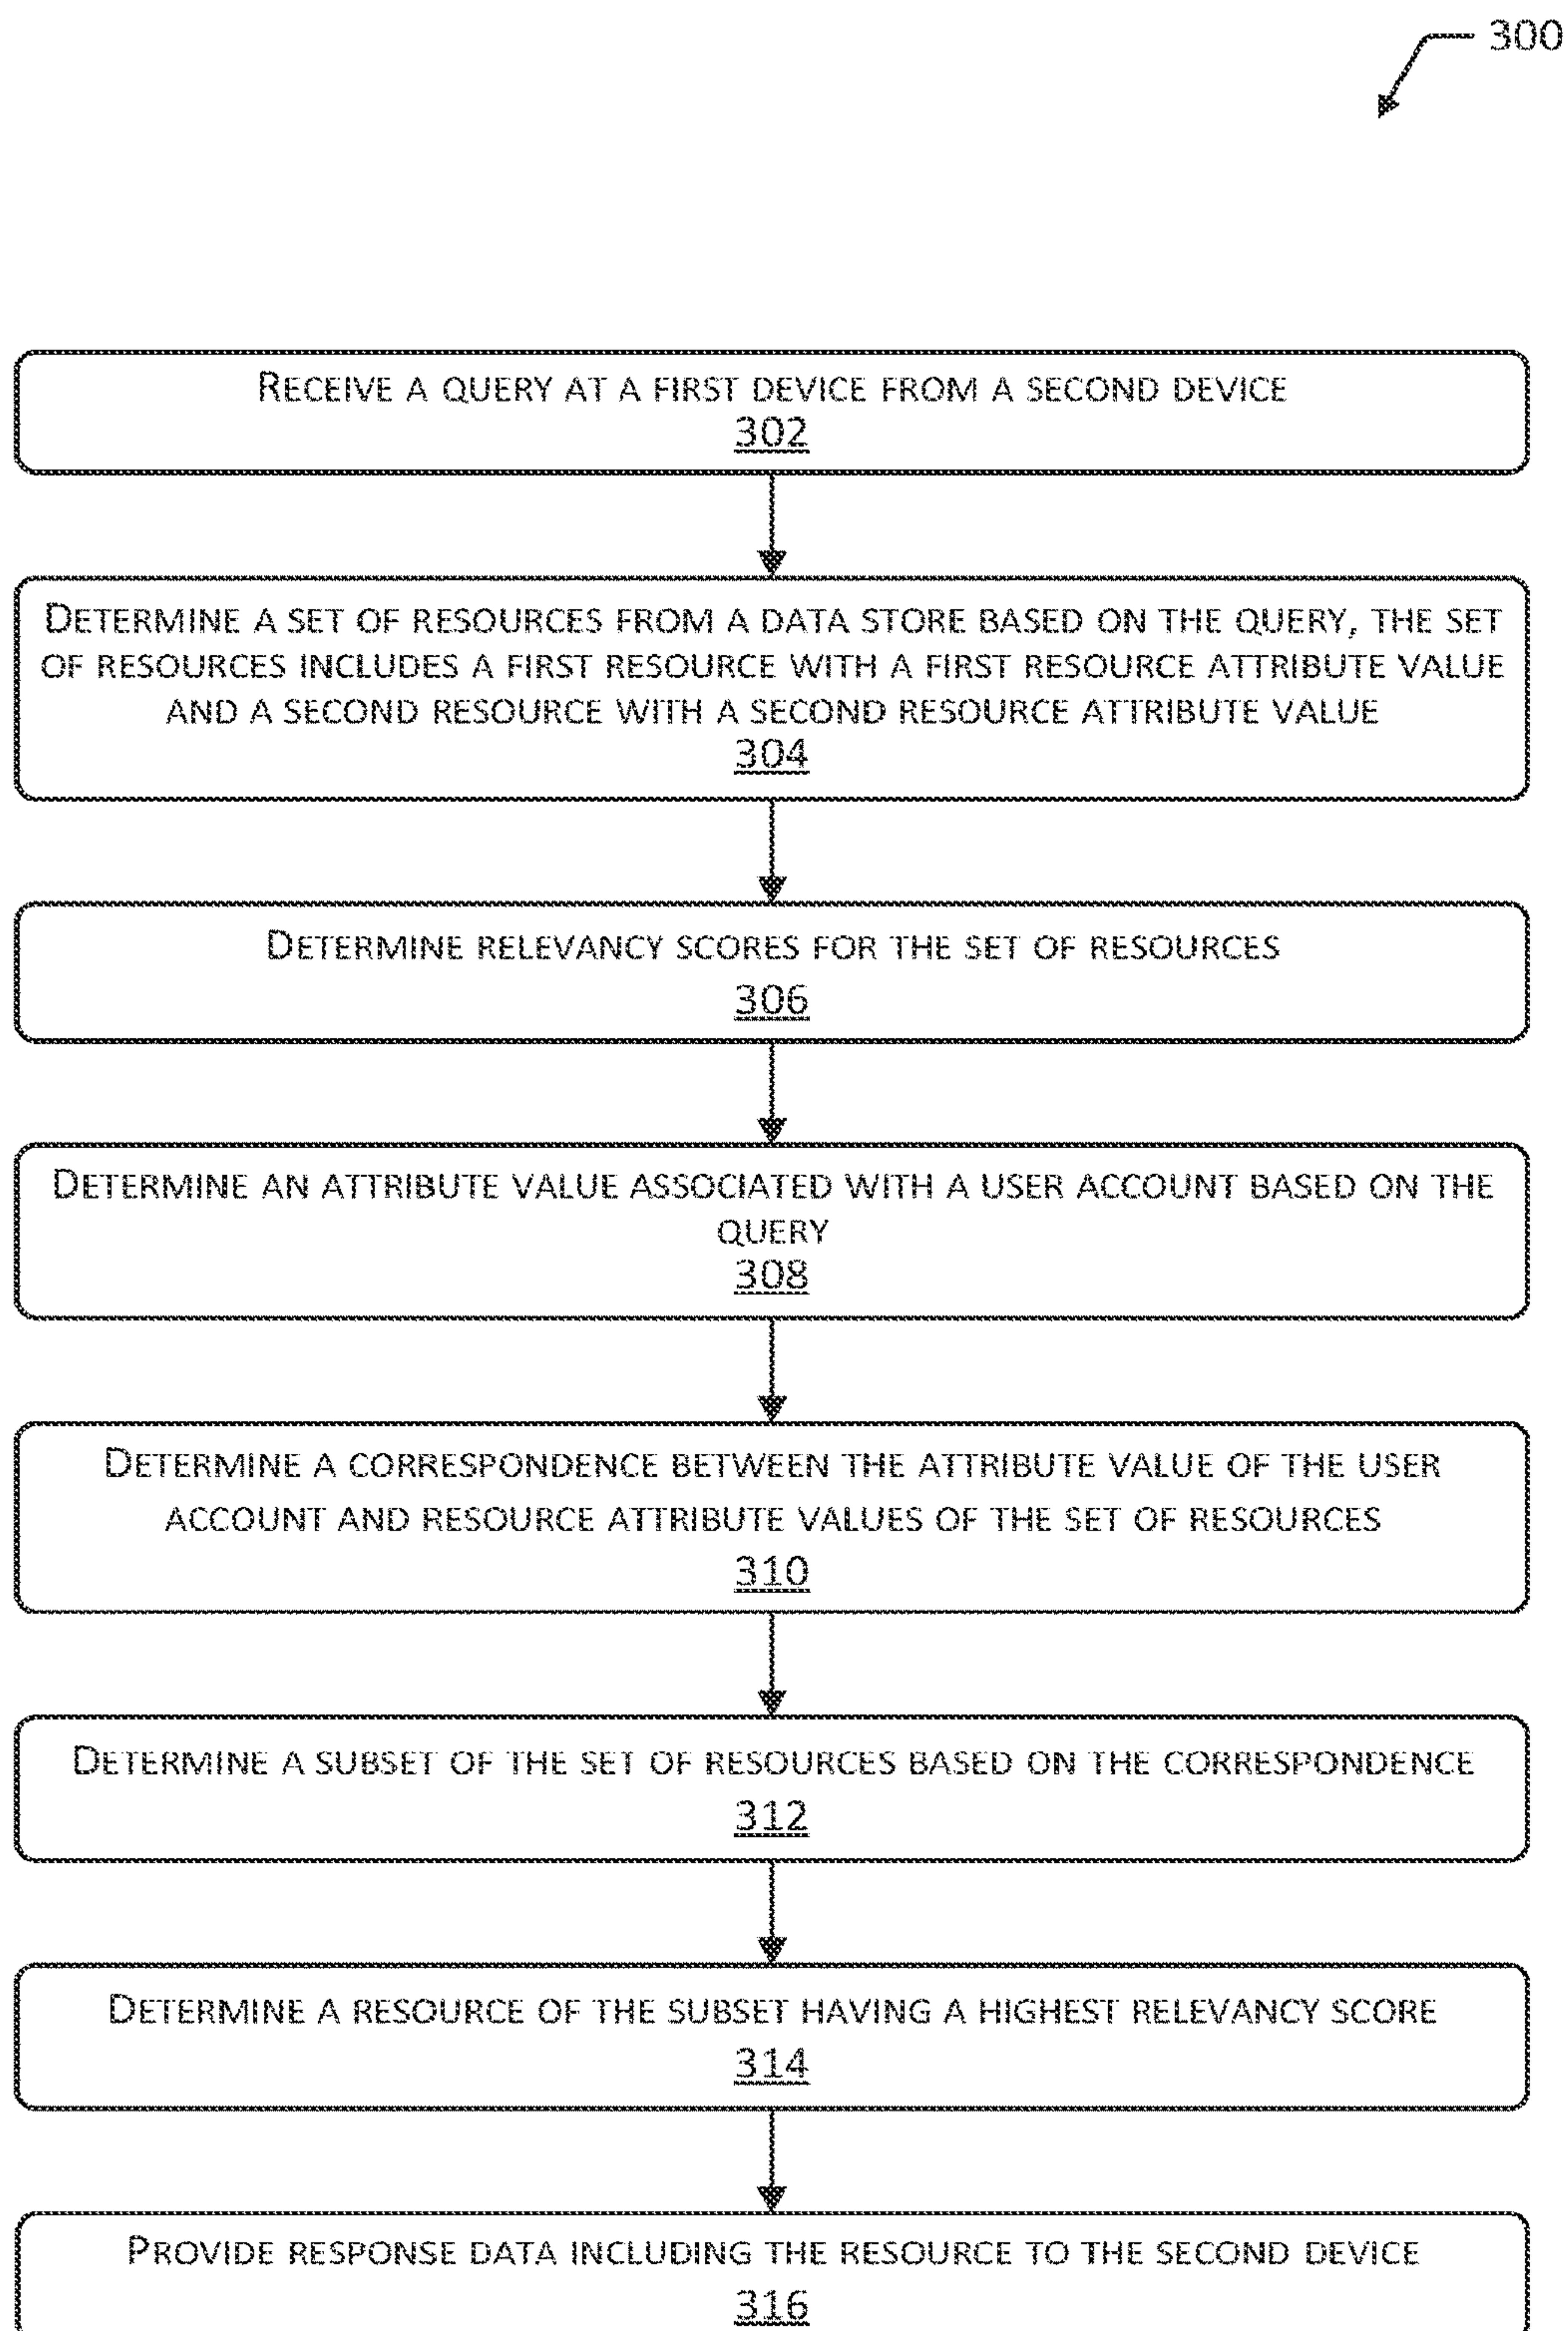 300
RECEIVE A QUERY AT A FIRST DEVICE FROM A SECOND DEVICE
302
DETERMINE A SET OF RESOURCES FROM A DATA STORE BASED ON THE QUERY, THE SET
OF RESOURCES INCLUDES A FIRST RESOURCE WITH A FIRST RESOURCE ATTRIBUTE VALUE
AND A SECOND RESOURCE WITH A SECOND RESOURCE ATTRIBUTE VALUE
304
DETERMINE RELEVANCY SCORES FOR THE SET OF RESOURCES
306
DETERMINE AN ATTRIBUTE VALUE ASSOCIATED WITH A USER ACCOUNT BASED ON THE
QUERY
308
DETERMINE A CORRESPONDENCE BETWEEN THE ATTRIBUTE VALUE OF THE USER
ACCOUNT AND RESOURCE ATTRIBUTE VALUES OF THE SET OF RESOURCES
310
DETERMINE A SUBSET OF THE SET OF RESOURCES BASED ON THE CORRESPONDENCE
312
DETERMINE A RESOURCE OF THE SUBSET HAVING A HIGHEST RELEVANCY SCORE
314
PROVIDE RESPONSE DATA INCLUDING THE RESOURCE TO THE SECOND DEVICE
316